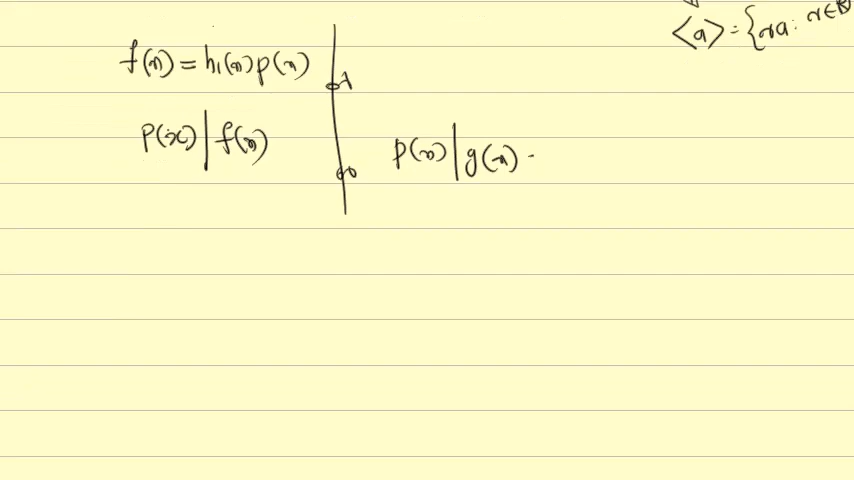 <a> = {ra : r∈R
f(x) = h₁(x) p(x)
p(x) | f(x)
p(x) | g(x) -